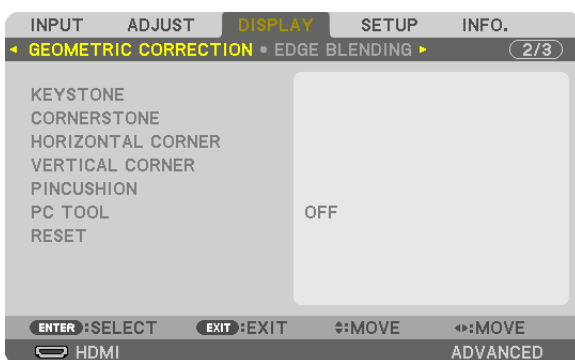 INPUT ADJUST DISPLAY SETUP INFO.
GEOMETRIC CORRECTION • EDGE BLENDING 2/3
KEYSTONE
CORNERSTONE
HORIZONTAL CORNER
VERTICAL CORNER
PINCUSHION
PC TOOL OFF
RESET
ENTER :SELECT EXIT :EXIT :MOVE :MOVE
HDMI ADVANCED